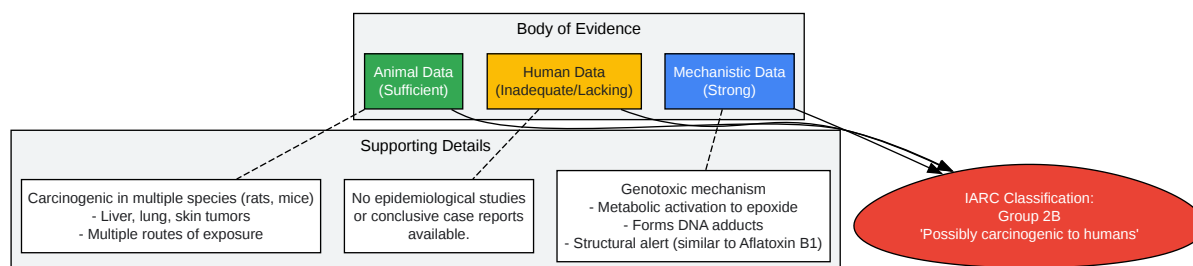 Body of Evidence
Animal Data
(Sufficient)
Human Data
(Inadequate/Lacking)
Mechanistic Data
(Strong)
Supporting Details
Carcinogenic in multiple species (rats, mice)
- Liver, lung, skin tumors
- Multiple routes of exposure
No epidemiological studies
or conclusive case reports
available.
Genotoxic mechanism
- Metabolic activation to epoxide
- Forms DNA adducts
- Structural alert (similar to Aflatoxin B1)
IARC Classification:
Group 2B
'Possibly carcinogenic to humans'